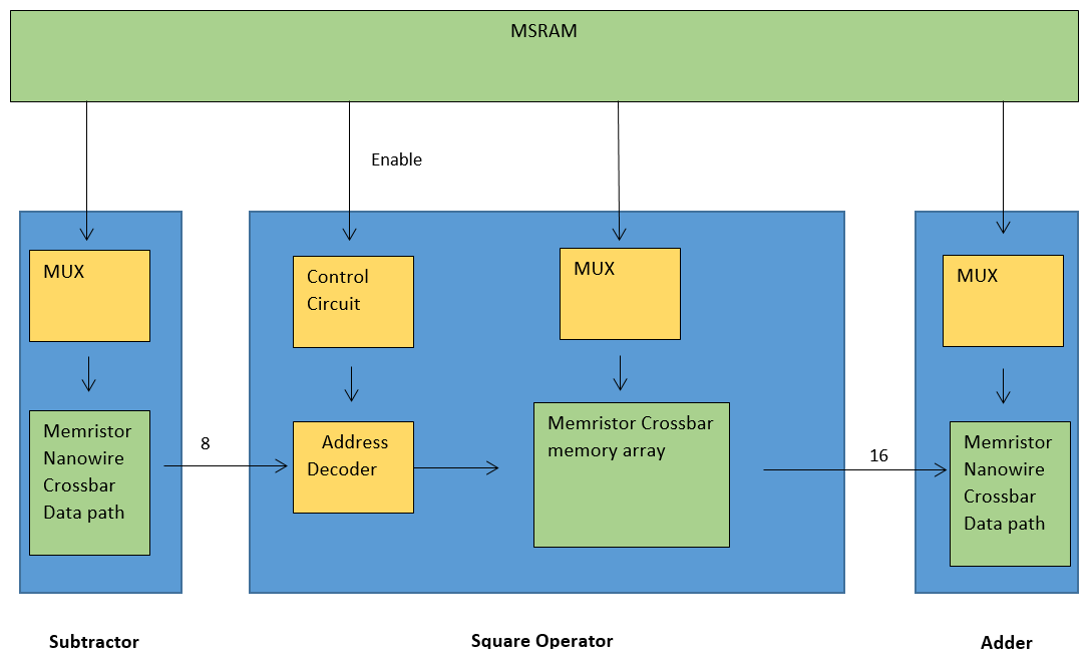 MSRAM
Enable
MUX
Control
Circuit
MUX
MUX
Memristor
Nanowire
Crossbar
Data path
8
Address
Decoder
Memristor Crossbar
memory array
16
Memristor
Nanowire
Crossbar
Data path
Subtractor
Square Operator
Adder